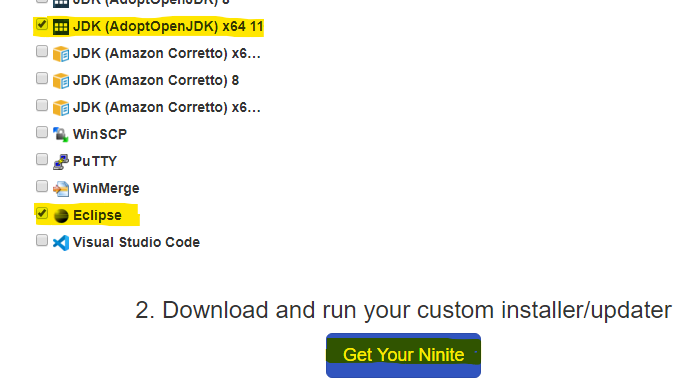 JDK (AdoptOpenJDK) 8
JDK (AdoptOpenJDK) x64 11
JDK (Amazon Corretto) x6...
JDK (Amazon Corretto) 8
JDK (Amazon Corretto) x6...
WinSCP
PuTTY
WinMerge
Eclipse
Visual Studio Code
2. Download and run your custom installer/updater
Get Your Ninite